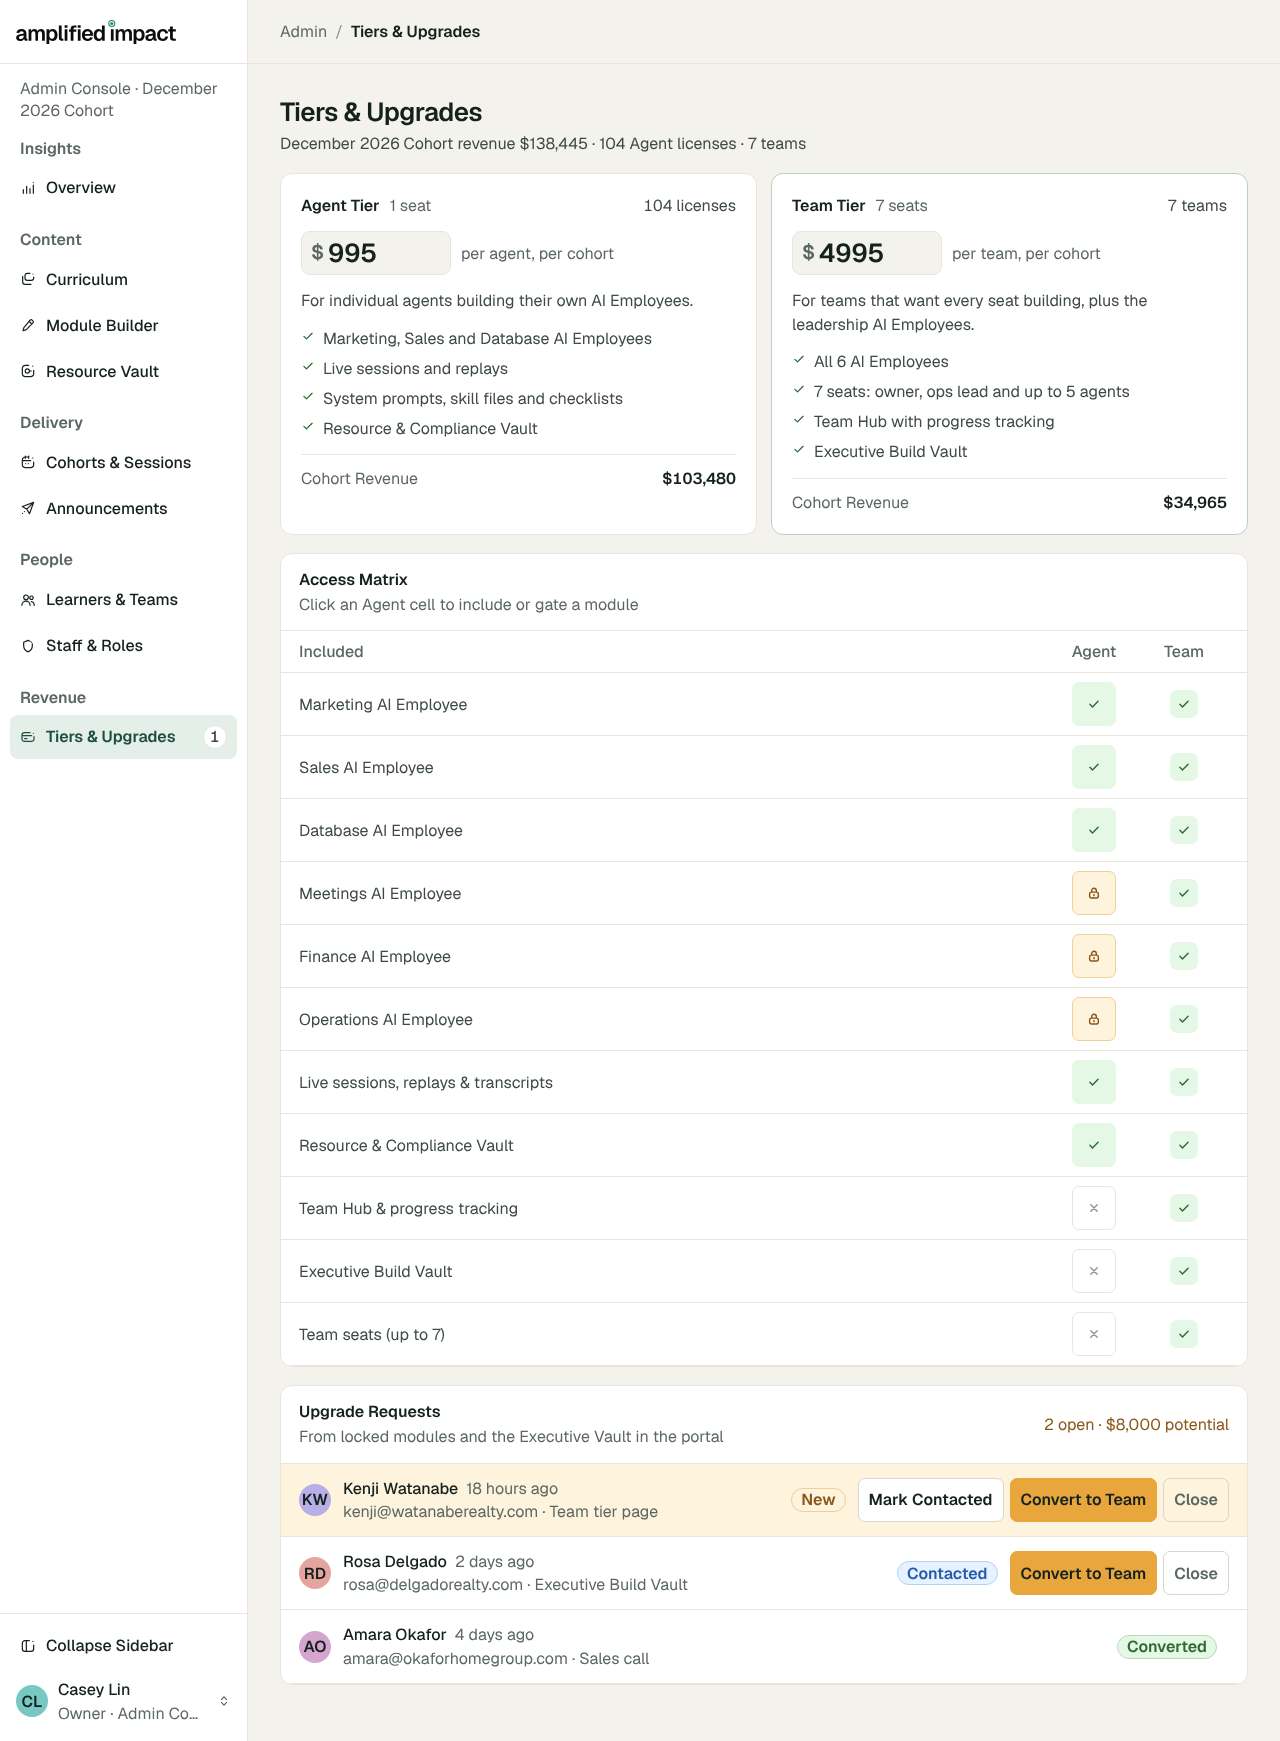 amplified impact
Admin Console · December
2026 Cohort
Insights
Overview
Content
Curriculum
Module Builder
Resource Vault
Delivery
Cohorts & Sessions
Announcements
People
Learners & Teams
Staff & Roles
Revenue
Tiers & Upgrades 1
Collapse Sidebar
CL Casey Lin
Owner · Admin Co...
Admin / Tiers & Upgrades
Tiers & Upgrades
December 2026 Cohort revenue $138,445 · 104 Agent licenses · 7 teams
Agent Tier 1 seat 104 licenses
$ 995 per agent, per cohort
For individual agents building their own AI Employees.
Marketing, Sales and Database AI Employees
Live sessions and replays
System prompts, skill files and checklists
Resource & Compliance Vault
Cohort Revenue $103,480
Team Tier 7 seats 7 teams
$ 4995 per team, per cohort
For teams that want every seat building, plus the
leadership AI Employees.
All 6 AI Employees
7 seats: owner, ops lead and up to 5 agents
Team Hub with progress tracking
Executive Build Vault
Cohort Revenue $34,965
Access Matrix
Click an Agent cell to include or gate a module
Included Agent Team
Marketing AI Employee
Sales AI Employee
Database AI Employee
Meetings AI Employee
Finance AI Employee
Operations AI Employee
Live sessions, replays & transcripts
Resource & Compliance Vault
Team Hub & progress tracking
Executive Build Vault
Team seats (up to 7)
Upgrade Requests
From locked modules and the Executive Vault in the portal
2 open · $8,000 potential
KW Kenji Watanabe 18 hours ago
kenji@watanaberealty.com · Team tier page
New Mark Contacted Convert to Team Close
RD Rosa Delgado 2 days ago
rosa@delgadorealty.com · Executive Build Vault
Contacted Convert to Team Close
AO Amara Okafor 4 days ago
amara@okaforhomegroup.com · Sales call
Converted